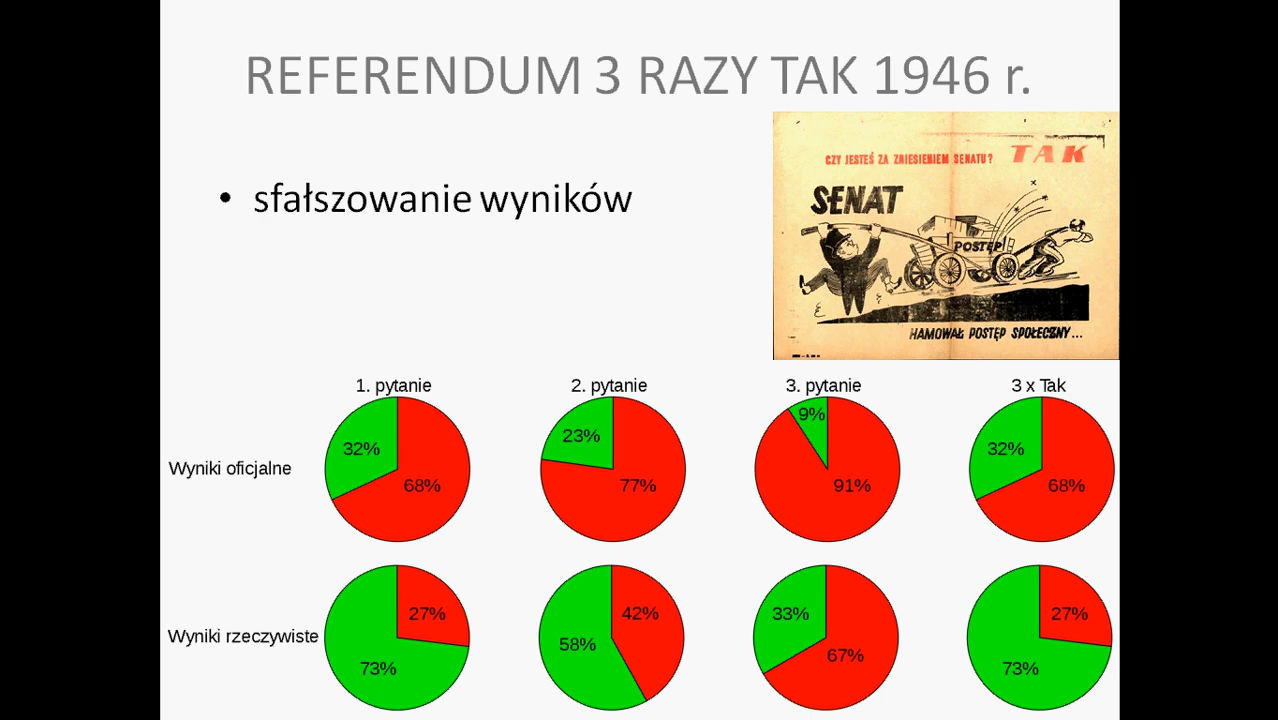 REFERENDUM 3 RAZY TAK 1946 r.
• sfałszowanie wyników
CZY JESTEŚ ZA ZNIESIENIEM SENATU? TAK
SENAT
POSTĘP!
HAMOWAŁ POSTĘP SPOŁECZNY...
1. pytanie 2. pytanie 3. pytanie 3 x Tak
Wyniki oficjalne
32% 68% 23% 77% 9% 91% 32% 68%
Wyniki rzeczywiste
27% 73% 42% 58% 33% 67% 27% 73%